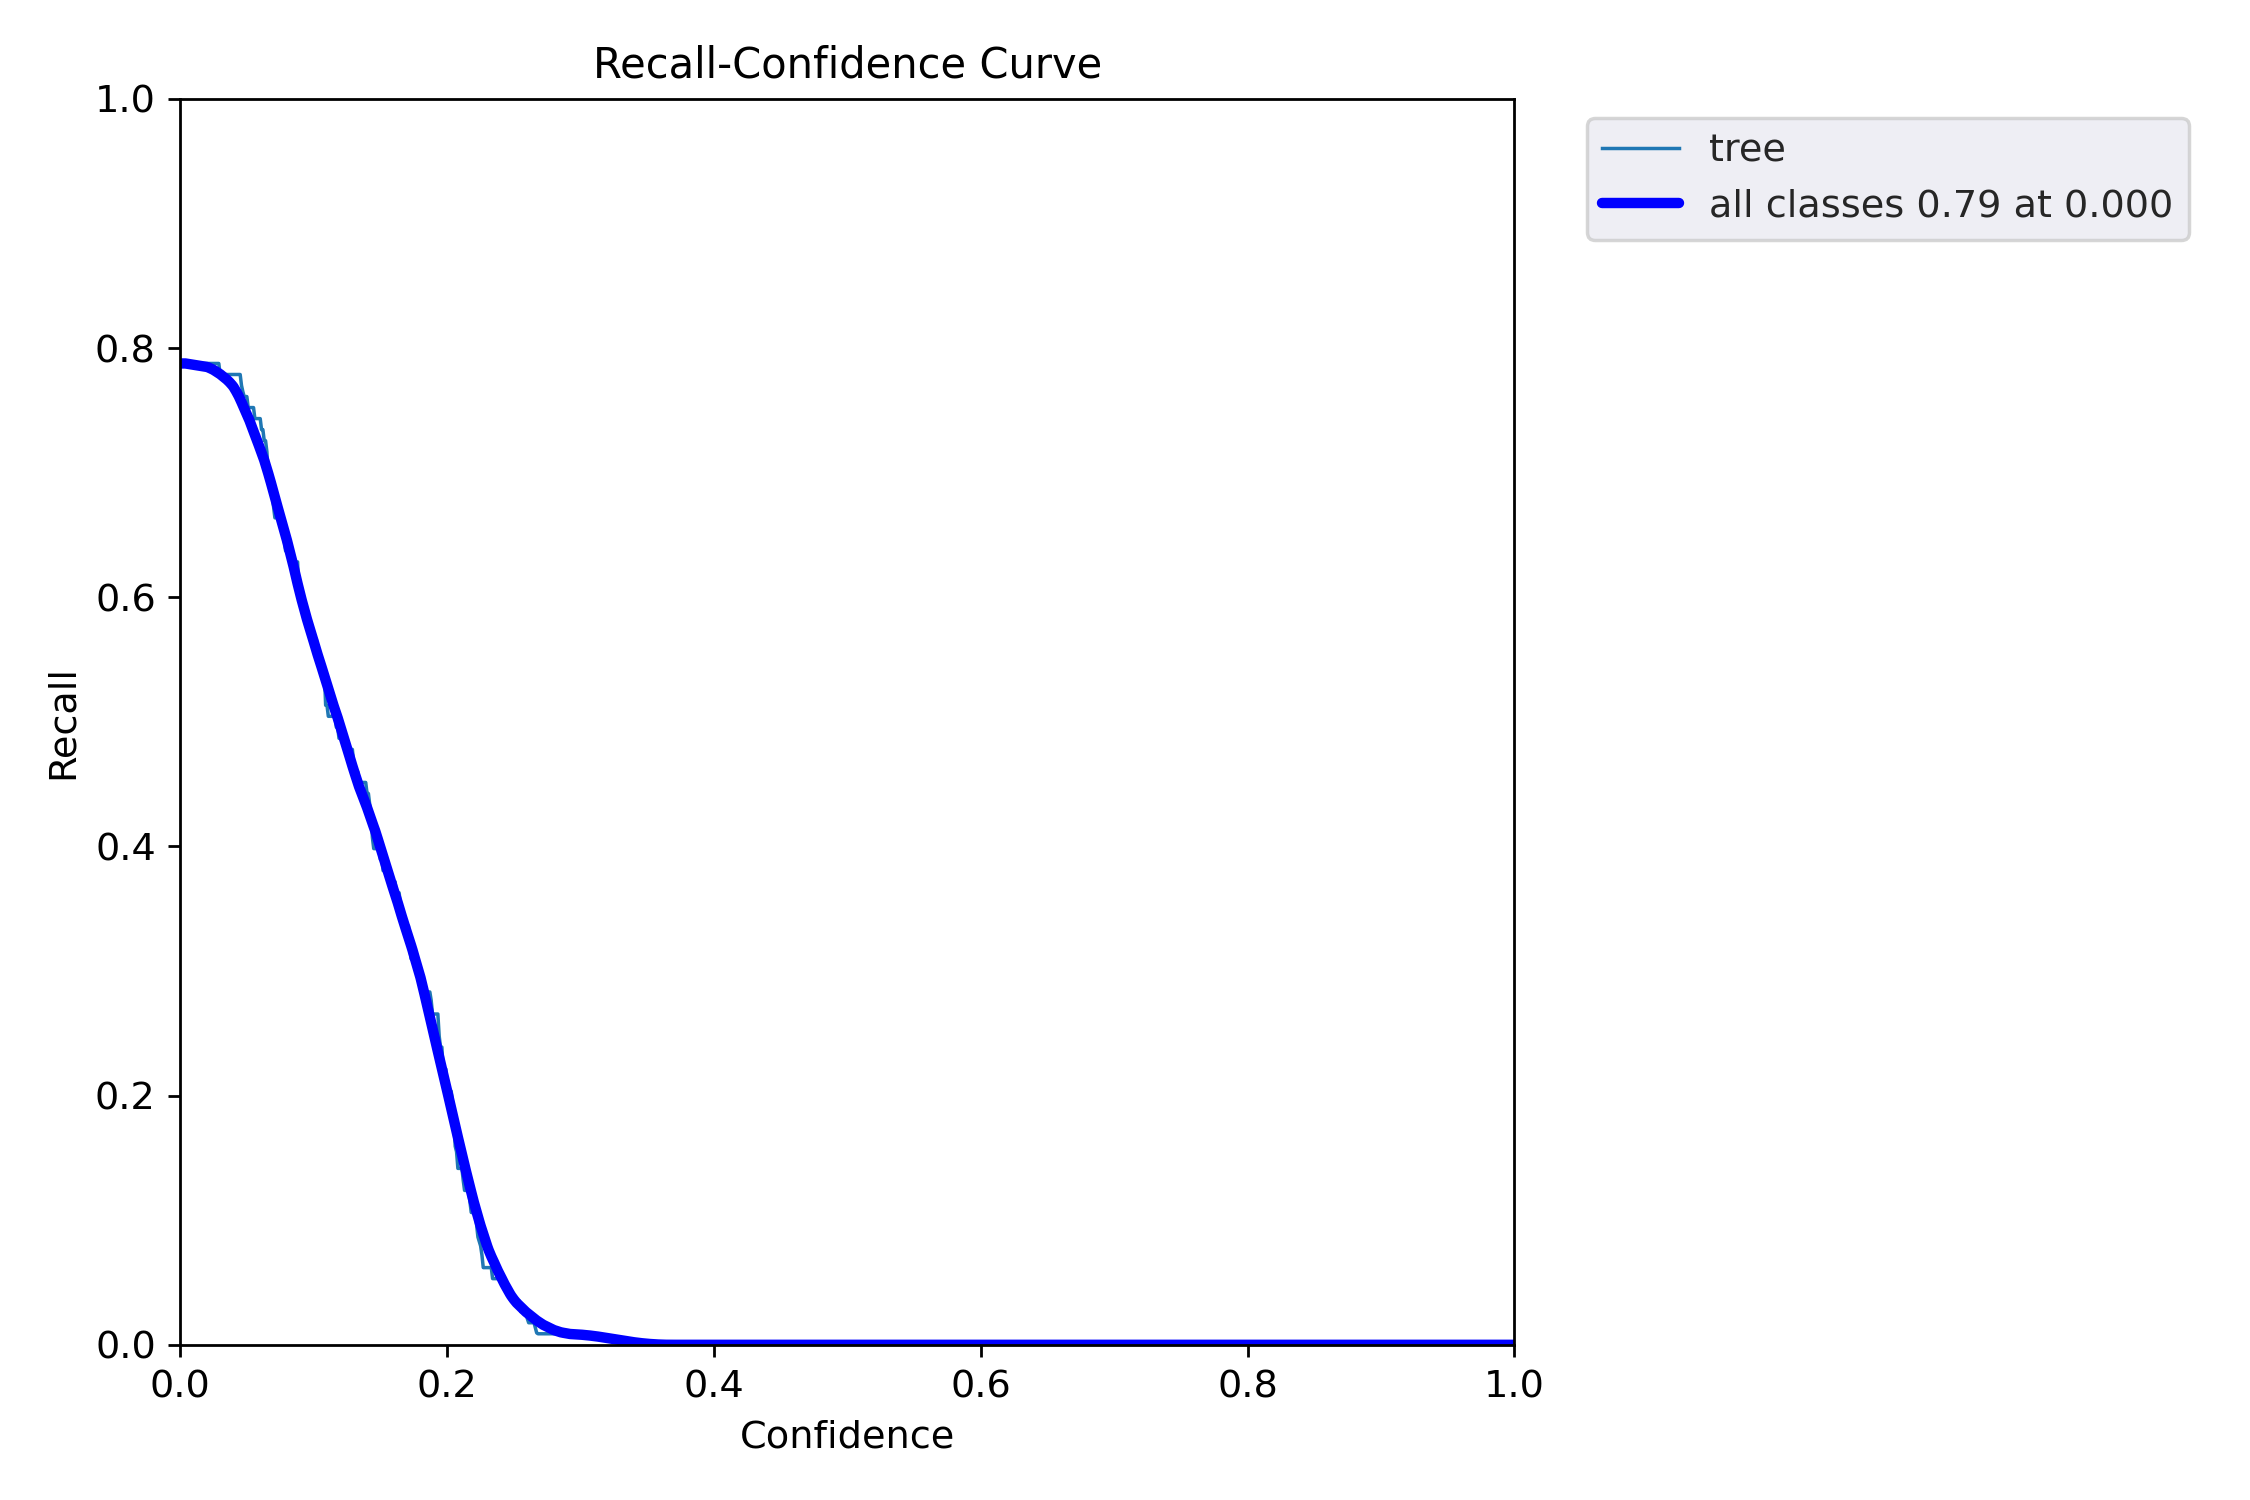 Recall-Confidence Curve
1.0
0.8
0.6
0.4
0.2
0.0
Recall
0.0 0.2 0.4 0.6 0.8 1.0
Confidence
tree
all classes 0.79 at 0.000